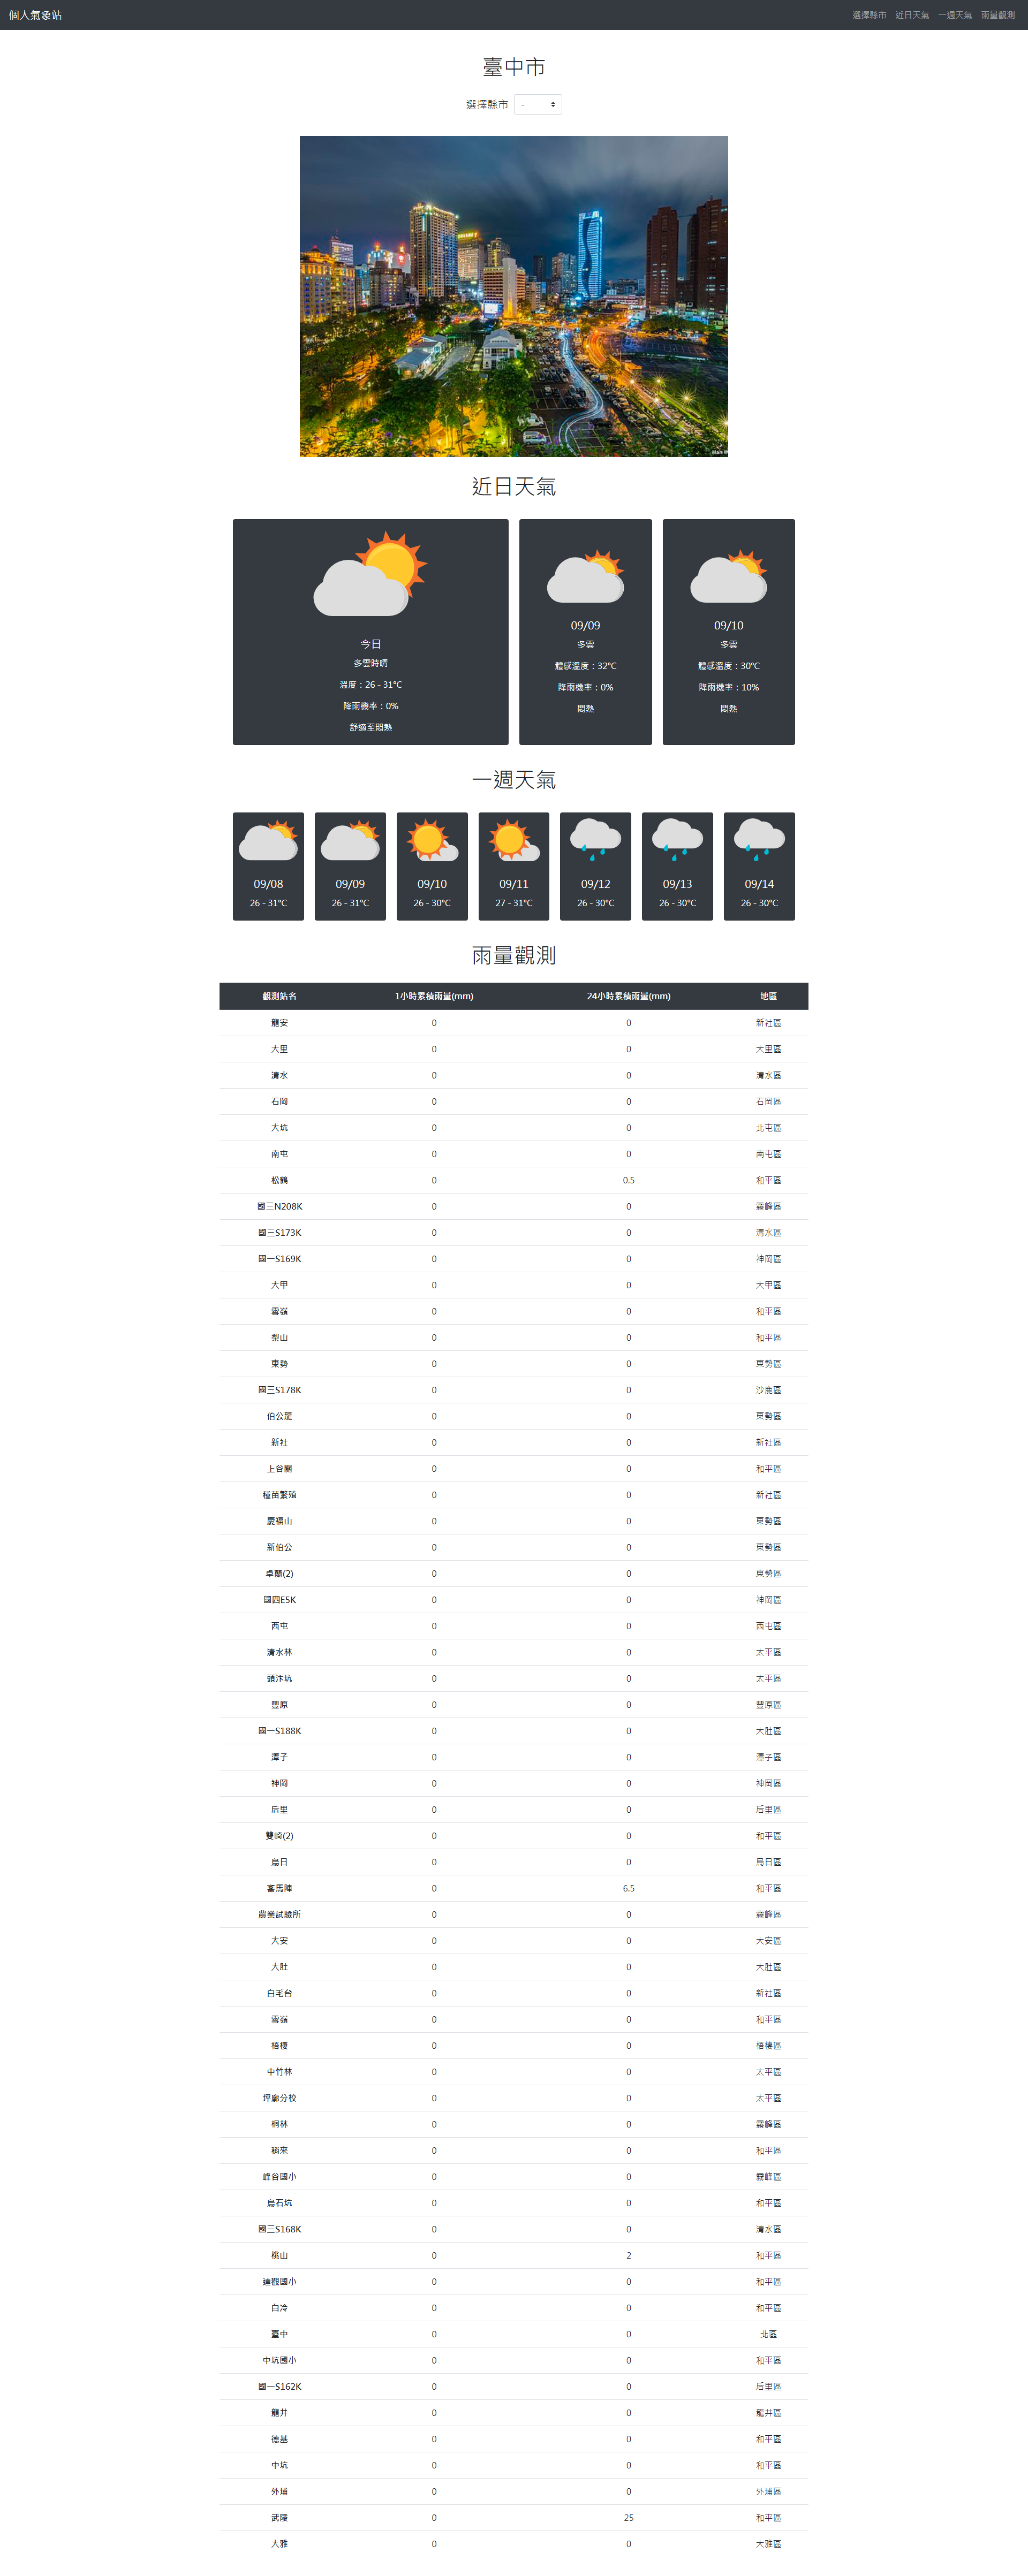 個人氣象站
選擇縣市 近日天氣 一週天氣 雨量觀測
臺中市
選擇縣市 -
近日天氣
今日
多雲時晴
溫度：26 - 31°C
降雨機率：0%
舒適至悶熱
09/09
多雲
體感溫度：32°C
降雨機率：0%
悶熱
09/10
多雲
體感溫度：30°C
降雨機率：10%
悶熱
一週天氣
09/08
26 - 31°C
09/09
26 - 31°C
09/10
26 - 30°C
09/11
27 - 31°C
09/12
26 - 30°C
09/13
26 - 30°C
09/14
26 - 30°C
雨量觀測
觀測站名 1小時累積雨量(mm) 24小時累積雨量(mm) 地區
龍安 0 0 新社區
大里 0 0 大里區
清水 0 0 清水區
石岡 0 0 石岡區
大坑 0 0 北屯區
南屯 0 0 南屯區
松鶴 0 0.5 和平區
國三N208K 0 0 霧峰區
國三S173K 0 0 清水區
國一S169K 0 0 神岡區
大甲 0 0 大甲區
雪嶺 0 0 和平區
梨山 0 0 和平區
東勢 0 0 東勢區
國三S178K 0 0 沙鹿區
伯公龍 0 0 東勢區
新社 0 0 新社區
上谷關 0 0 和平區
種苗繁殖 0 0 新社區
慶福山 0 0 東勢區
新伯公 0 0 東勢區
卓蘭(2) 0 0 東勢區
國四E5K 0 0 神岡區
西屯 0 0 西屯區
清水林 0 0 太平區
頭汴坑 0 0 太平區
豐原 0 0 豐原區
國一S188K 0 0 大肚區
潭子 0 0 潭子區
神岡 0 0 神岡區
后里 0 0 后里區
雙崎(2) 0 0 和平區
烏日 0 0 烏日區
審馬陣 0 6.5 和平區
農業試驗所 0 0 霧峰區
大安 0 0 大安區
大肚 0 0 大肚區
白毛台 0 0 新社區
雪嶺 0 0 和平區
梧棲 0 0 梧棲區
中竹林 0 0 太平區
坪廍分校 0 0 太平區
桐林 0 0 霧峰區
稍來 0 0 和平區
峰谷國小 0 0 霧峰區
烏石坑 0 0 和平區
國三S168K 0 0 清水區
桃山 0 2 和平區
達觀國小 0 0 和平區
白冷 0 0 和平區
臺中 0 0 北區
中坑國小 0 0 和平區
國一S162K 0 0 后里區
龍井 0 0 龍井區
德基 0 0 和平區
中坑 0 0 和平區
外埔 0 0 外埔區
武陵 0 25 和平區
大雅 0 0 大雅區